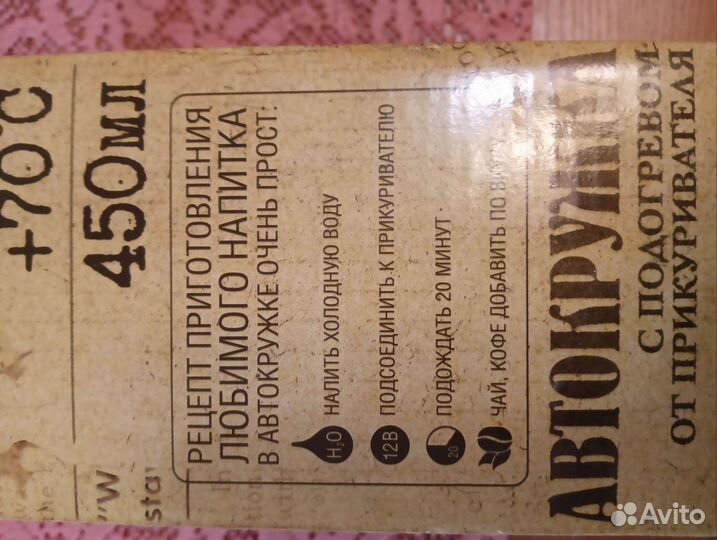 +70°С
450мл
РЕЦЕПТ ПРИГОТОВЛЕНИЯ
ЛЮБИМОГО НАПИТКА
В АВТОКРУЖКЕ ОЧЕНЬ ПРОСТ:
H₂O НАЛИТЬ ХОЛОДНУЮ ВОДУ
12В ПОДСОЕДИНИТЬ К ПРИКУРИВАТЕЛЮ
20 ПОДОЖДАТЬ 20 МИНУТ
ЧАЙ, КОФЕ ДОБАВИТЬ ПО
АВТОКРУЖКА
С ПОДОГРЕВОМ
ОТ ПРИКУРИВАТЕЛЯ
Avito